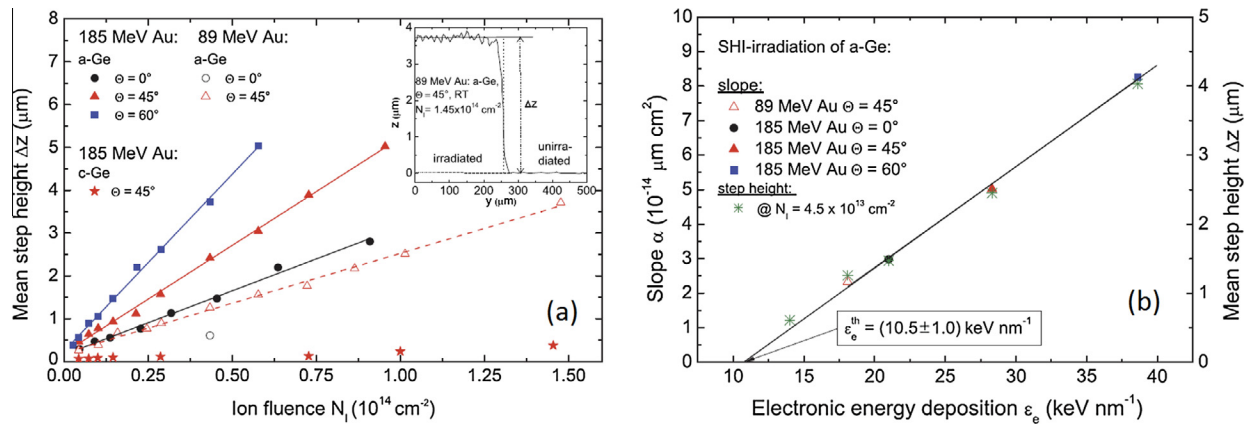 185 MeV Au: 89 MeV Au:
a-Ge a-Ge
Θ = 0° Θ = 0°
Θ = 45° Θ = 45°
Θ = 60°
185 MeV Au:
c-Ge
Θ = 45°
Mean step height Δz (μm)
8
7
6
5
4
3
2
1
0
0.00 0.25 0.50 0.75 1.00 1.25 1.50
Ion fluence N_I (10^14 cm^-2)
(a)
4
3
2
1
0
z (μm)
89 MeV Au: a-Ge,
Θ = 45°, RT
N_I = 1.45x10^14 cm^-2
Δz
irradiated
unirra-
diated
0 100 200 300 400 500
y (μm)
Slope α (10^-14 μm cm^2)
10
9
8
7
6
5
4
3
2
1
0
SHI-irradiation of a-Ge:
slope:
89 MeV Au Θ = 45°
185 MeV Au Θ = 0°
185 MeV Au Θ = 45°
185 MeV Au Θ = 60°
step height:
@ N_I = 4.5 x 10^13 cm^-2
(b)
ε_e^th = (10.5±1.0) keV nm^-1
10 15 20 25 30 35 40
Electronic energy deposition ε_e (keV nm^-1)
5
4
3
2
1
0
Mean step height Δz (μm)